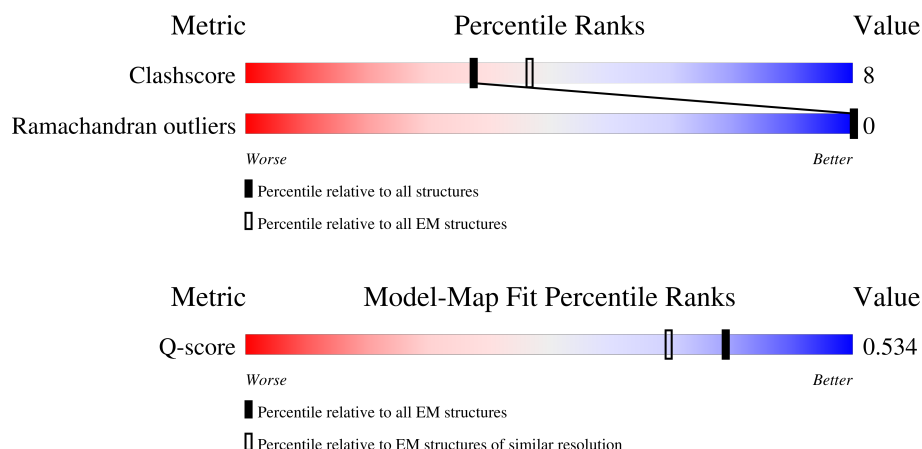 Metric Percentile Ranks Value
Clashscore 8
Ramachandran outliers 0
Worse Better
Percentile relative to all structures
Percentile relative to all EM structures
Metric Model-Map Fit Percentile Ranks Value
Q-score 0.534
Worse Better
Percentile relative to all EM structures
Percentile relative to EM structures of similar resolution